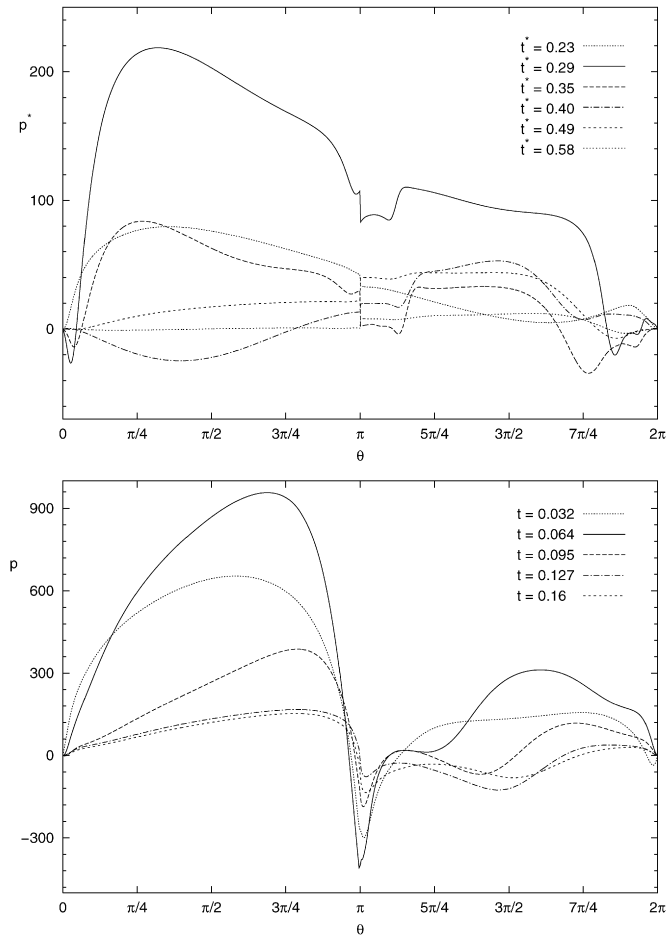 t* = 0.23
200
t* = 0.29
t* = 0.35
p*
t* = 0.40
t* = 0.49
t* = 0.58
100
0
0 π/4 π/2 3π/4 π 5π/4 3π/2 7π/4 2π
θ
900
t = 0.032
t = 0.064
p
t = 0.095
t = 0.127
600
t = 0.16
300
0
−300
0 π/4 π/2 3π/4 π 5π/4 3π/2 7π/4 2π
θ